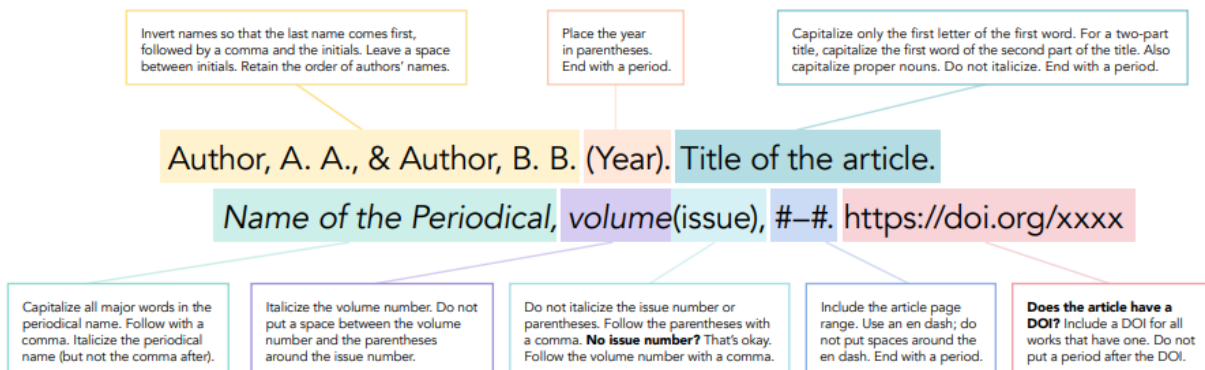 Invert names so that the last name comes first,
followed by a comma and the initials. Leave a space
between initials. Retain the order of authors' names.
Place the year
in parentheses.
End with a period.
Capitalize only the first letter of the first word. For a two-part
title, capitalize the first word of the second part of the title. Also
capitalize proper nouns. Do not italicize. End with a period.
Author, A. A., & Author, B. B. (Year). Title of the article.
Name of the Periodical, volume(issue), #–#. https://doi.org/xxxx
Capitalize all major words in the
periodical name. Follow with a
comma. Italicize the periodical
name (but not the comma after).
Italicize the volume number. Do not
put a space between the volume
number and the parentheses
around the issue number.
Do not italicize the issue number or
parentheses. Follow the parentheses with
a comma. No issue number? That's okay.
Follow the volume number with a comma.
Include the article page
range. Use an en dash; do
not put spaces around the
en dash. End with a period.
Does the article have a
DOI? Include a DOI for all
works that have one. Do not
put a period after the DOI.